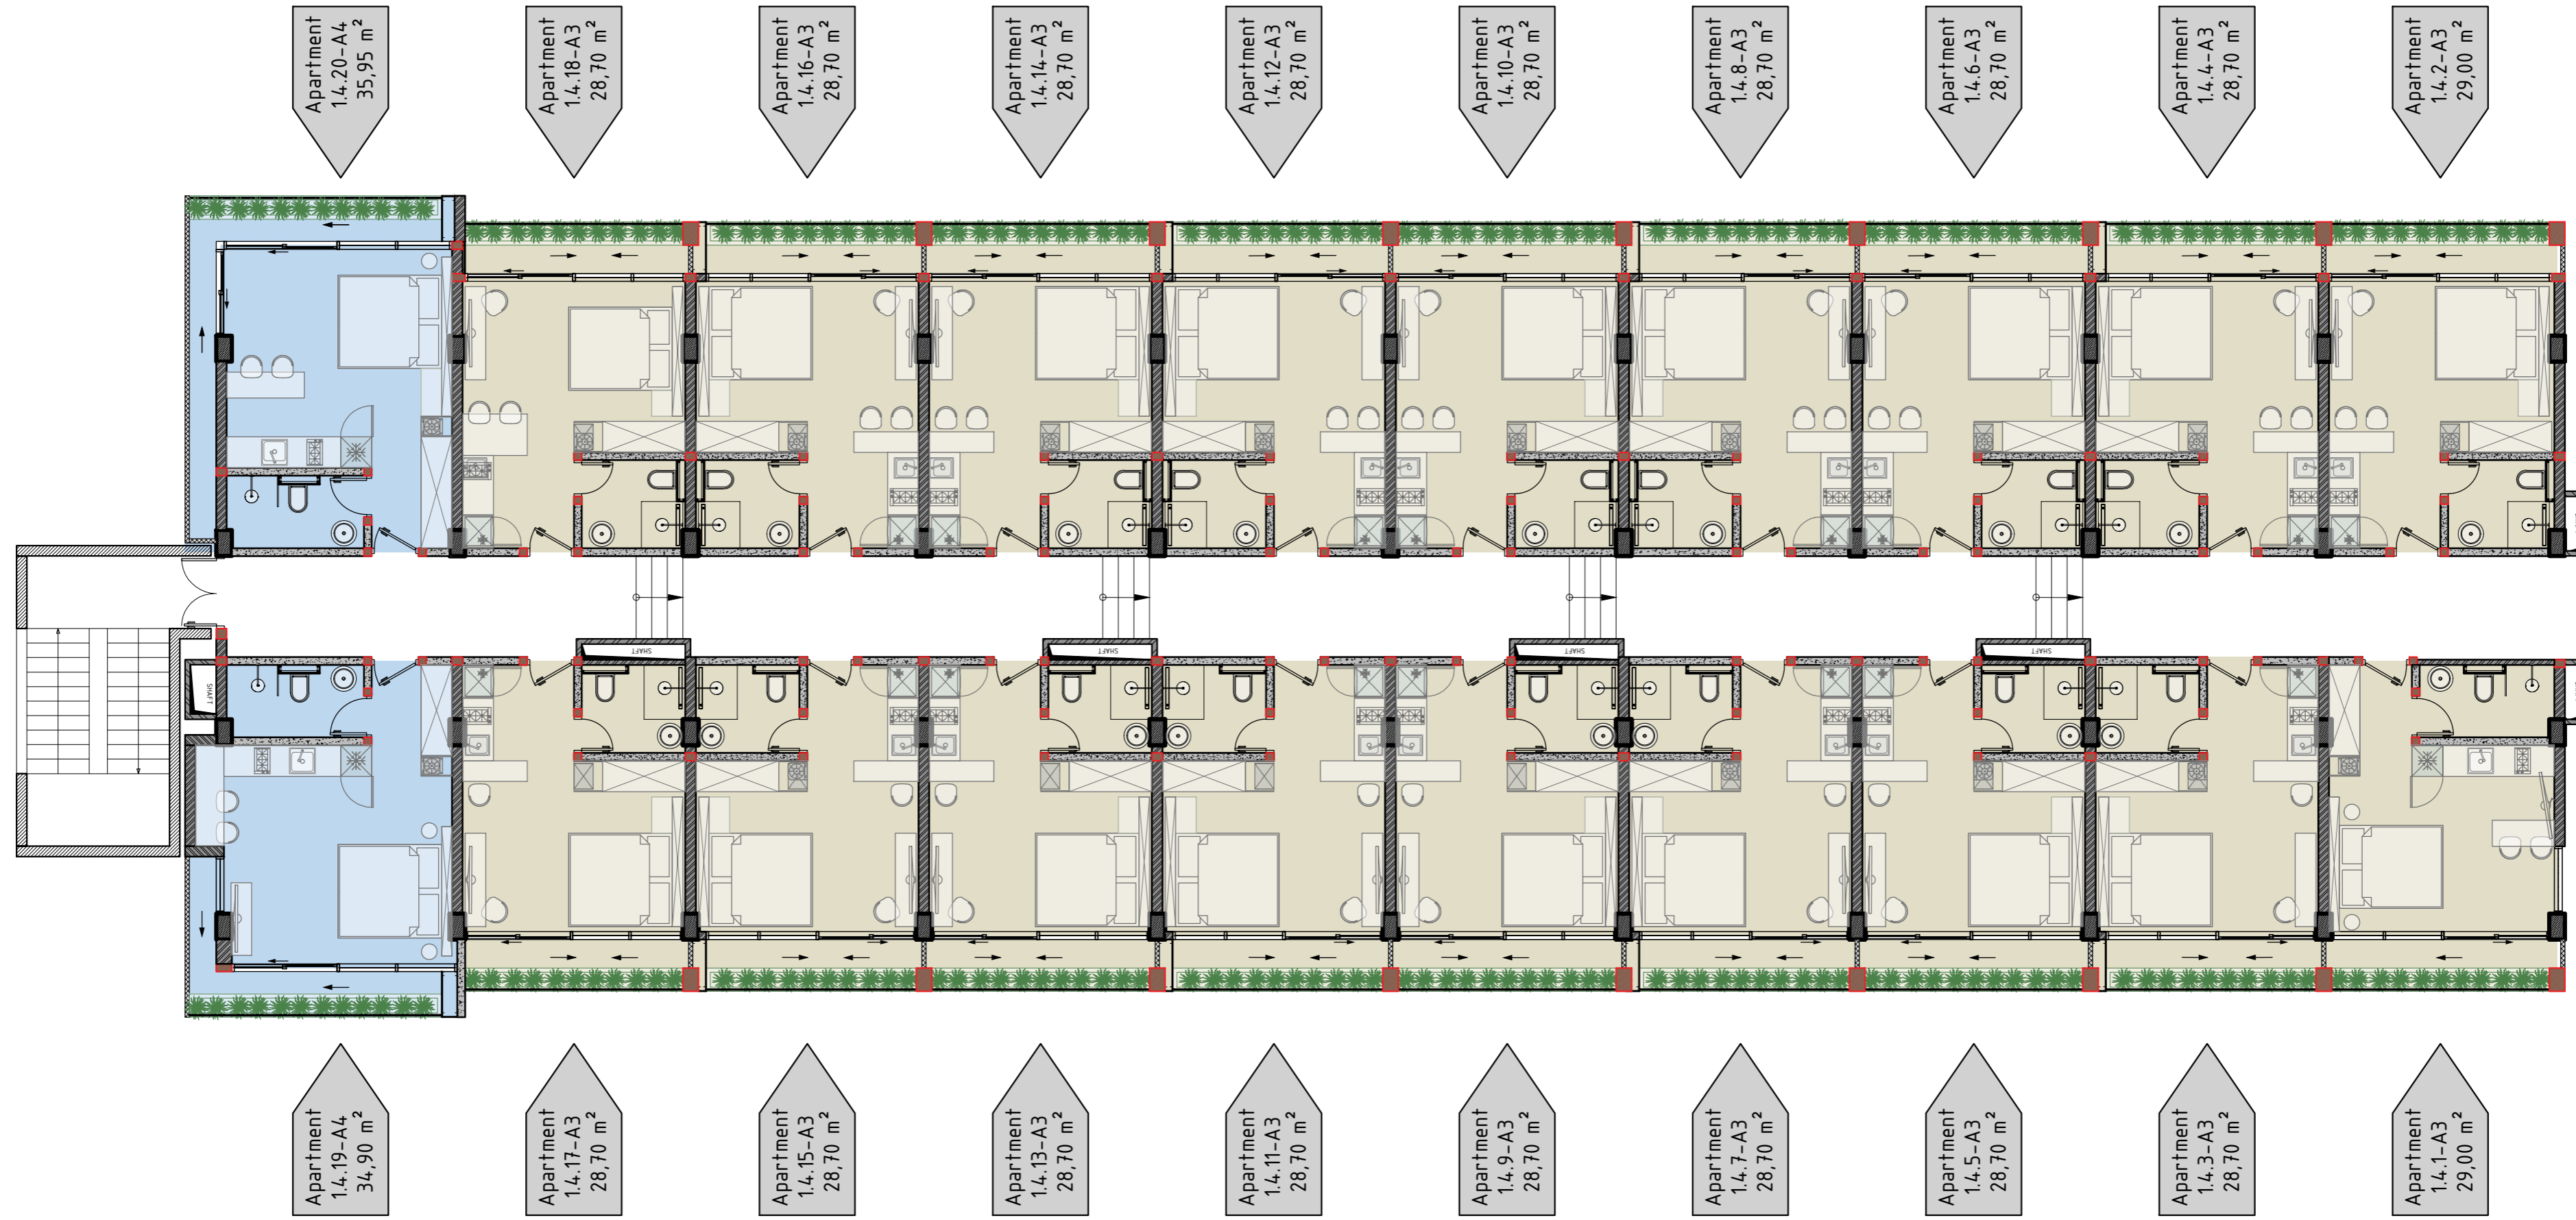 Apartment
1.4.20-A4
35,95 m²
Apartment
1.4.18-A3
28,70 m²
Apartment
1.4.16-A3
28,70 m²
Apartment
1.4.14-A3
28,70 m²
Apartment
1.4.12-A3
28,70 m²
Apartment
1.4.10-A3
28,70 m²
Apartment
1.4.8-A3
28,70 m²
Apartment
1.4.6-A3
28,70 m²
Apartment
1.4.4-A3
28,70 m²
Apartment
1.4.2-A3
29,00 m²
SHAFT
SHAFT
SHAFT
SHAFT
SHAFT
Apartment
1.4.19-A4
34,90 m²
Apartment
1.4.17-A3
28,70 m²
Apartment
1.4.15-A3
28,70 m²
Apartment
1.4.13-A3
28,70 m²
Apartment
1.4.11-A3
28,70 m²
Apartment
1.4.9-A3
28,70 m²
Apartment
1.4.7-A3
28,70 m²
Apartment
1.4.5-A3
28,70 m²
Apartment
1.4.3-A3
28,70 m²
Apartment
1.4.1-A3
29,00 m²